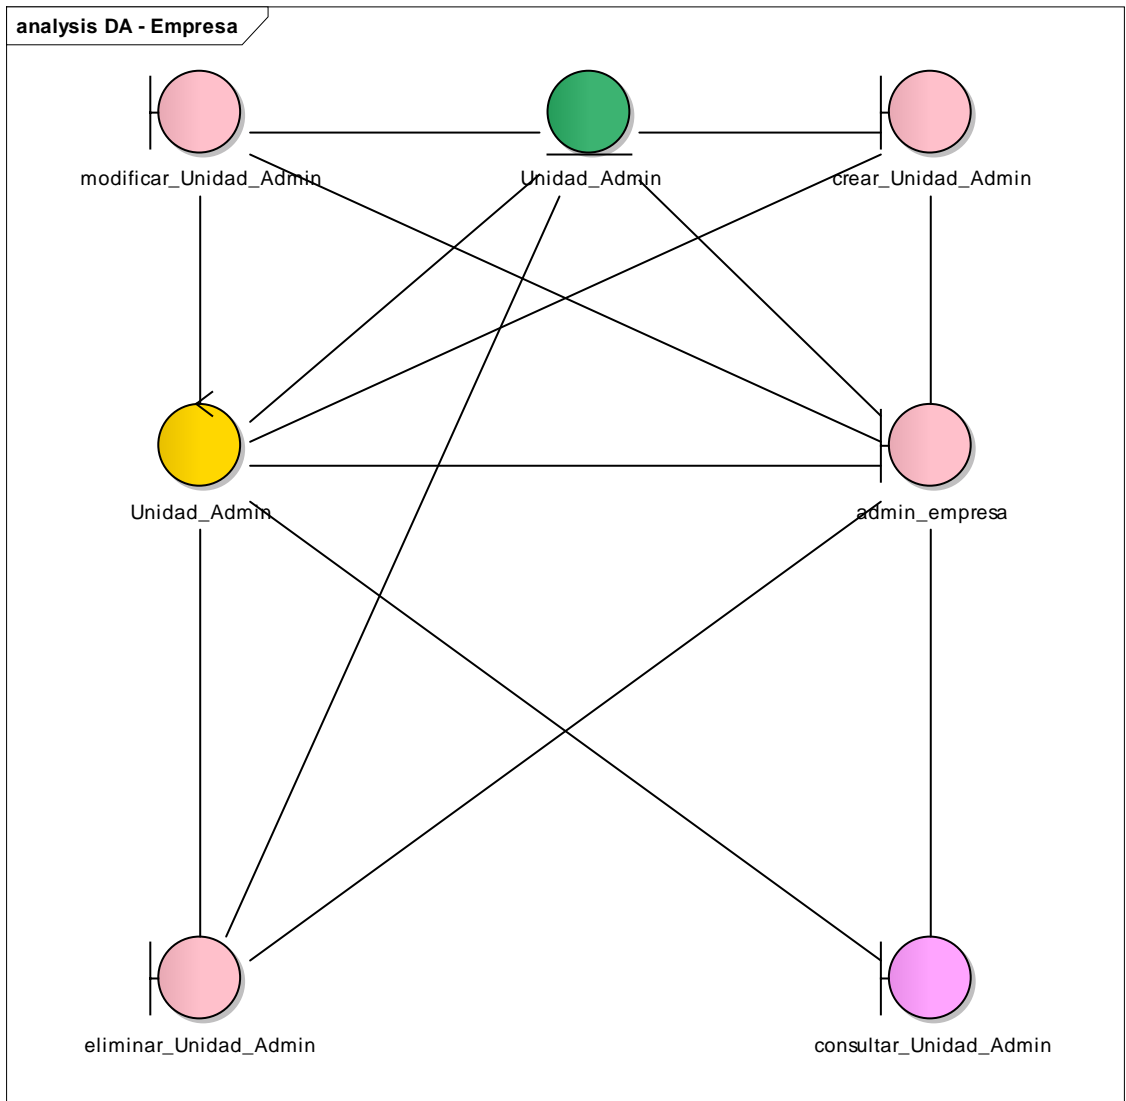 analysis DA - Empresa
modificar_Unidad_Admin
Unidad_Admin
crear_Unidad_Admin
Unidad_Admin
admin_empresa
eliminar_Unidad_Admin
consultar_Unidad_Admin